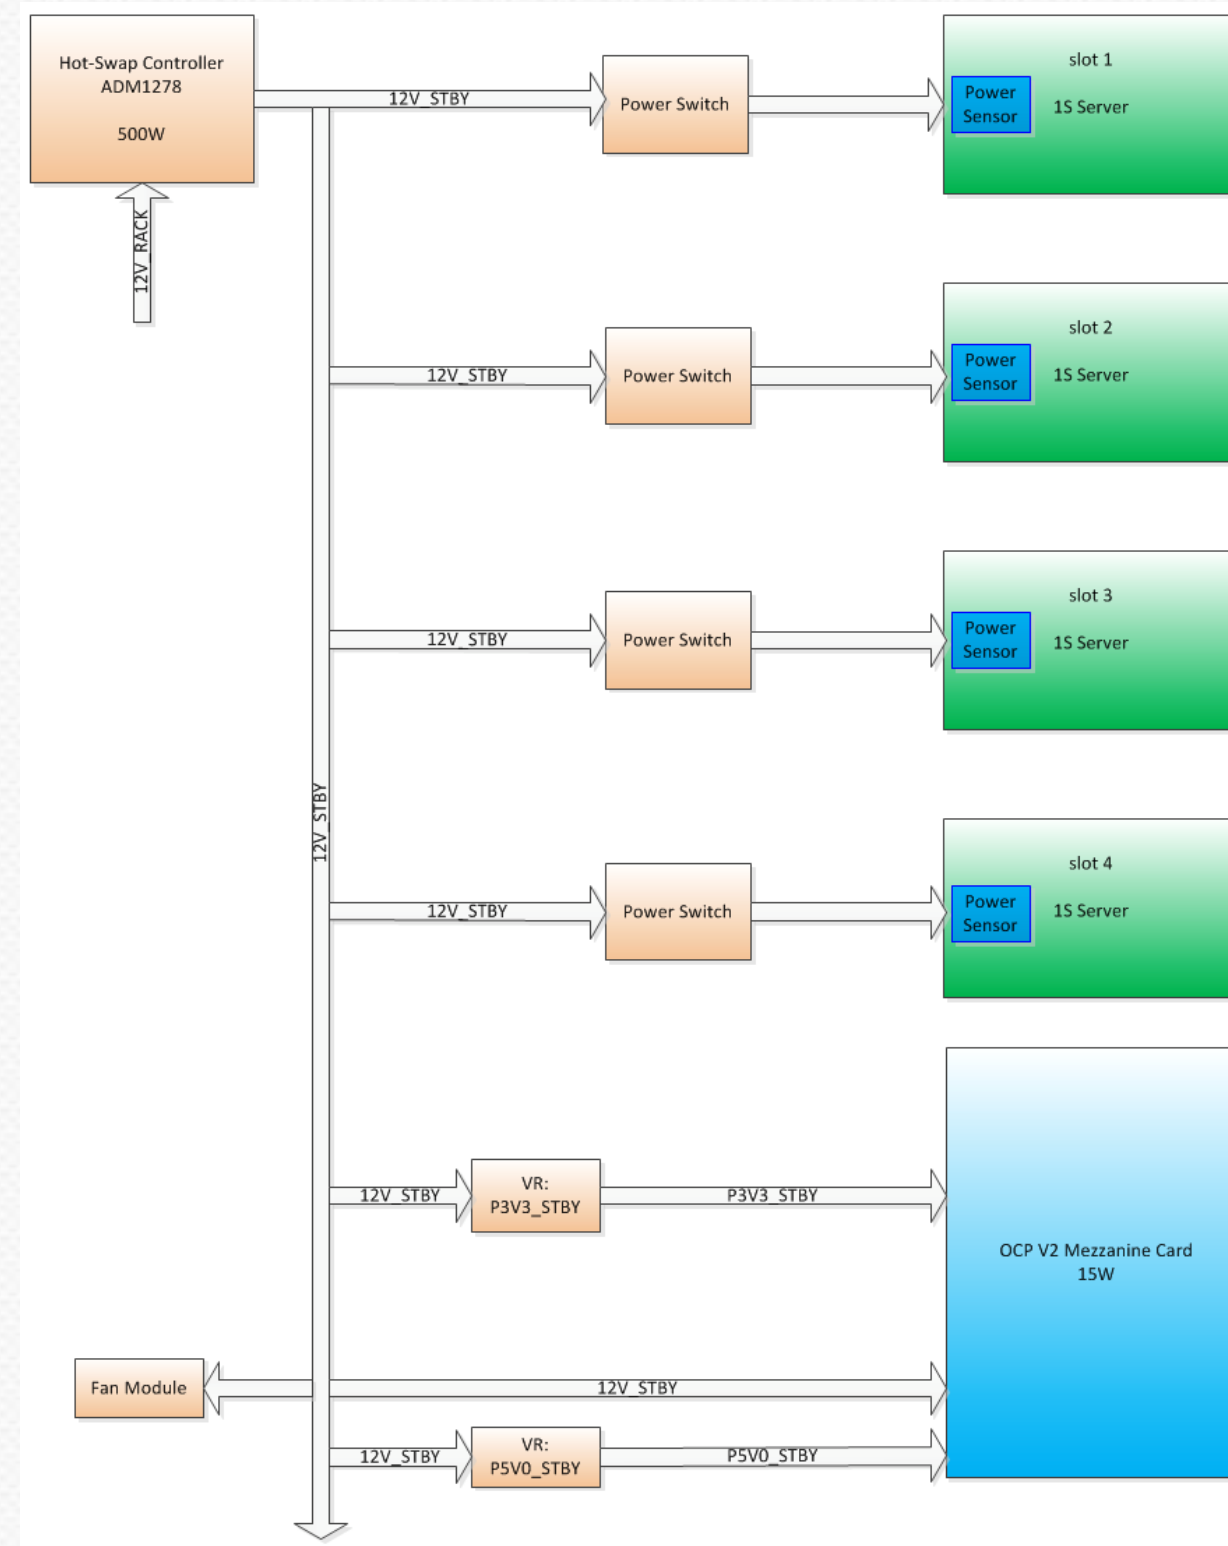 Hot-Swap Controller
ADM1278
500W
12V_RACK
12V_STBY
Power Switch
slot 1
Power
Sensor
1S Server
12V_STBY
Power Switch
slot 2
Power
Sensor
1S Server
12V_STBY
Power Switch
slot 3
Power
Sensor
1S Server
12V_STBY
12V_STBY
Power Switch
slot 4
Power
Sensor
1S Server
12V_STBY
VR:
P3V3_STBY
P3V3_STBY
OCP V2 Mezzanine Card
15W
Fan Module
12V_STBY
12V_STBY
VR:
P5V0_STBY
P5V0_STBY